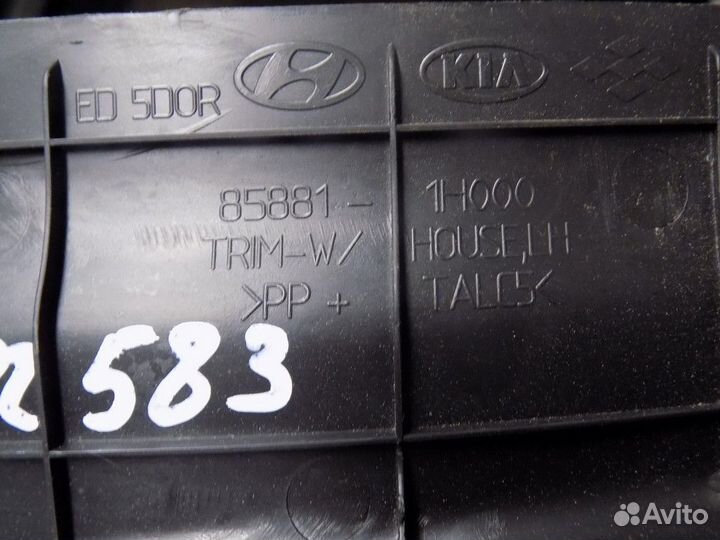 ED 5DOR KIA
85881-1H000
TRIM-W/HOUSE,LH
>PP+TALC5<
583
Avito